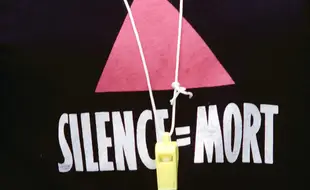 SILENCE = MORT